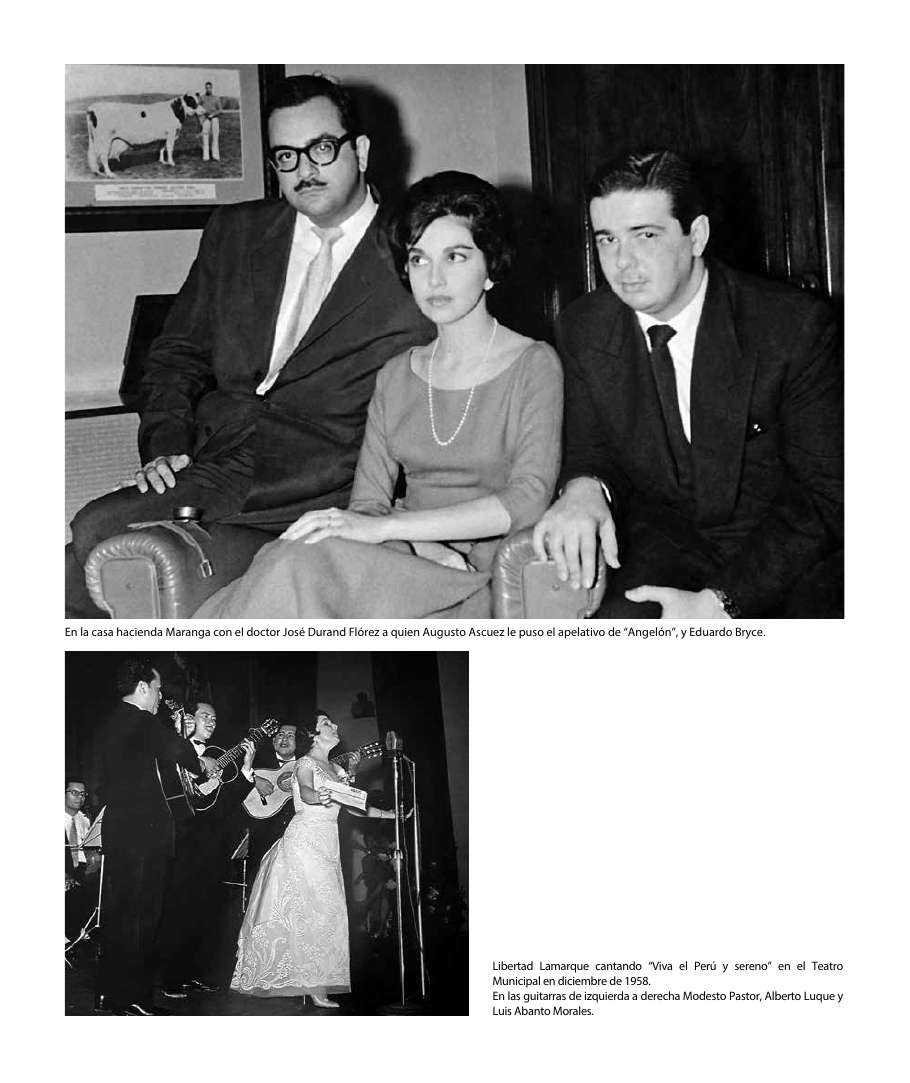 En la casa hacienda Maranga con el doctor José Durand Flórez a quien Augusto Ascuez le puso el apelativo de “Angelón”, y Eduardo Bryce.
Libertad Lamarque cantando “Viva el Perú y sereno” en el Teatro
Municipal en diciembre de 1958.
En las guitarras de izquierda a derecha Modesto Pastor, Alberto Luque y
Luis Abanto Morales.